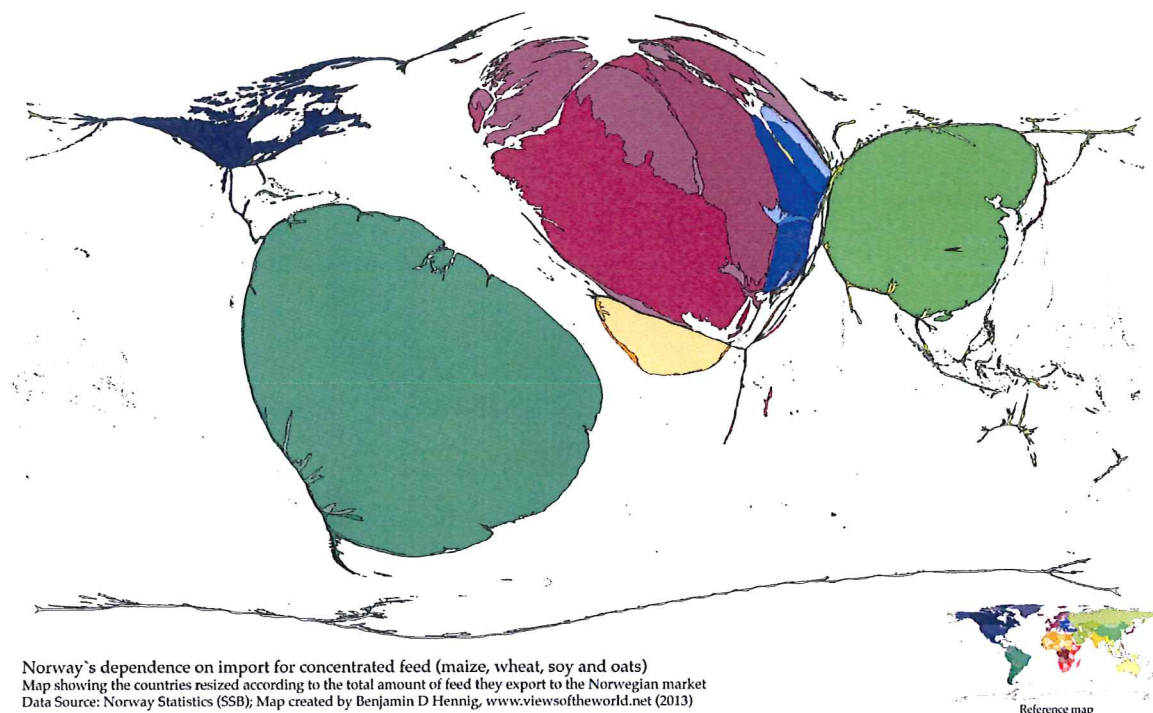 Norway`s dependence on import for concentrated feed (maize, wheat, soy and oats)
Map showing the countries resized according to the total amount of feed they export to the Norwegian market
Data Source: Norway Statistics (SSB); Map created by Benjamin D Hennig, www.viewsoftheworld.net (2013)
Reference map